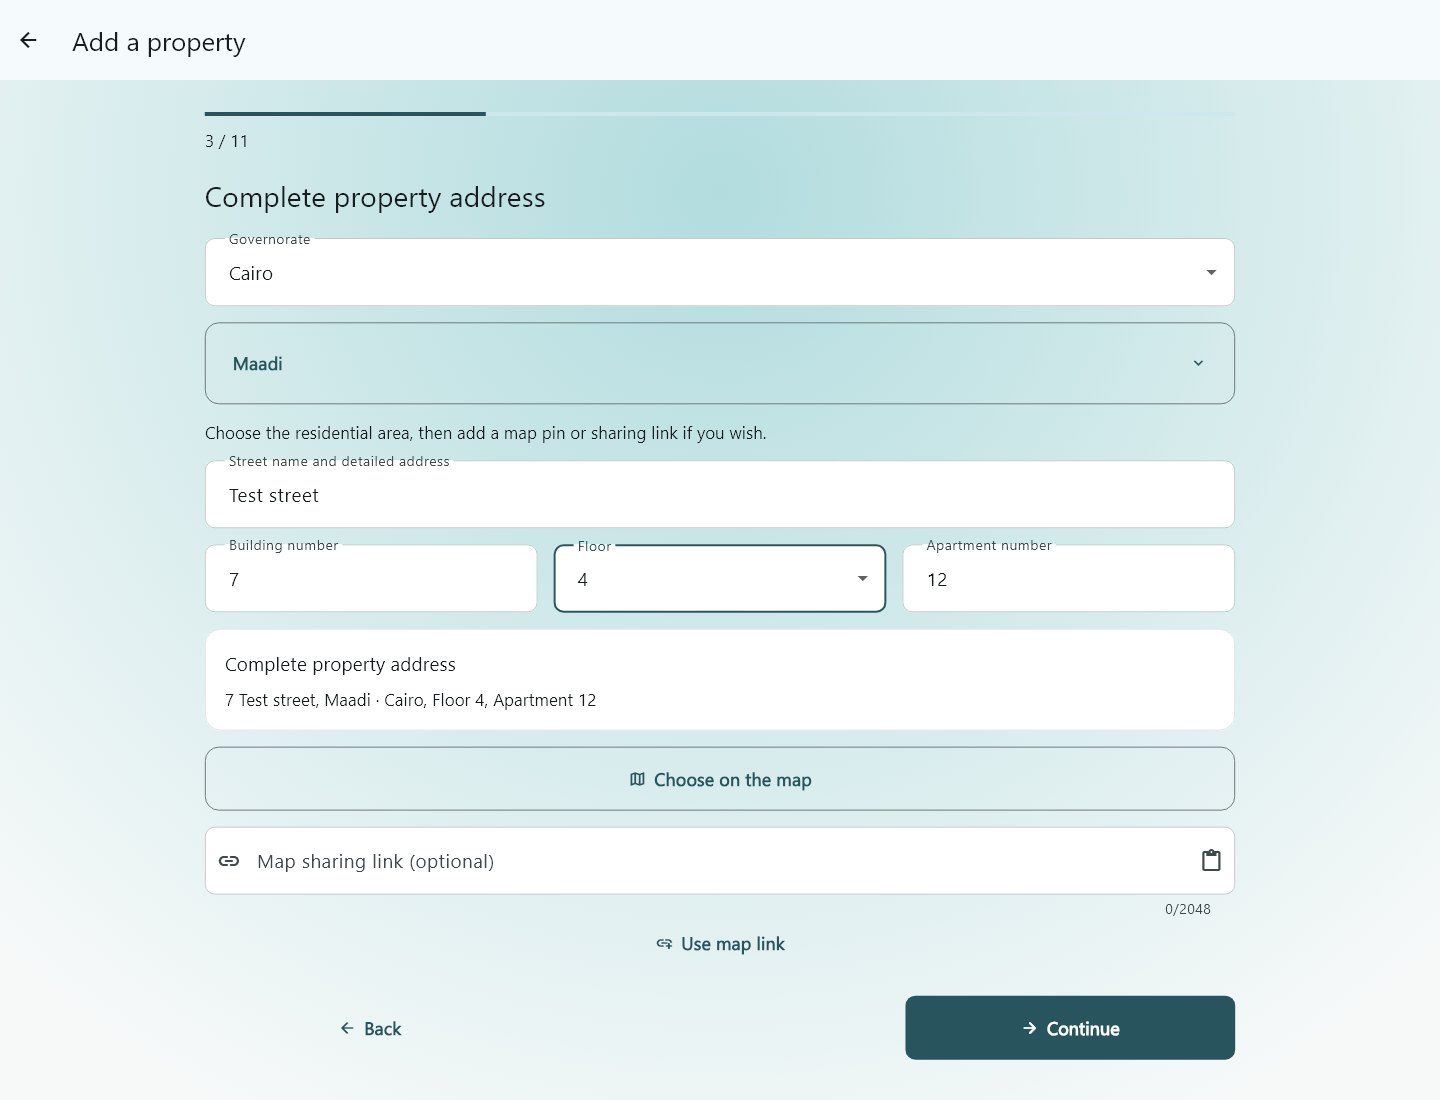 Add a property
3 / 11
Complete property address
Governorate
Cairo
Maadi
Choose the residential area, then add a map pin or sharing link if you wish.
Street name and detailed address
Test street
Building number
7
Floor
4
Apartment number
12
Complete property address
7 Test street, Maadi · Cairo, Floor 4, Apartment 12
Choose on the map
Map sharing link (optional)
0/2048
Use map link
Back
Continue